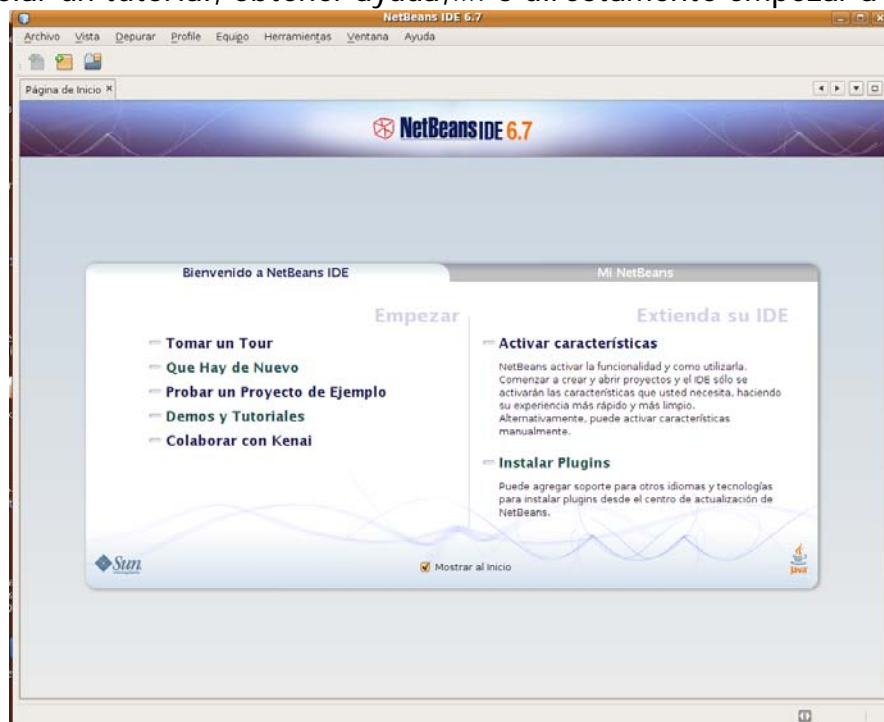 un tutorial, obtener ayuda,... o directamente empezar a
NetBeans IDE 6.7
Archivo Vista Depurar Profile Equipo Herramientas Ventana Ayuda
Página de Inicio
NetBeans IDE 6.7
Bienvenido a NetBeans IDE
Mi NetBeans
Empezar
Tomar un Tour
Que Hay de Nuevo
Probar un Proyecto de Ejemplo
Demos y Tutoriales
Colaborar con Kenai
Extienda su IDE
Activar características
NetBeans activar la funcionalidad y como utilizarla.
Comenzar a crear y abrir proyectos y el IDE sólo se
activarán las características que usted necesita, haciendo
su experiencia más rápido y más limpio.
Alternativamente, puede activar características
manualmente.
Instalar Plugins
Puede agregar soporte para otros idiomas y tecnologías
para instalar plugins desde el centro de actualización de
NetBeans.
Sun
Mostrar al Inicio
Java